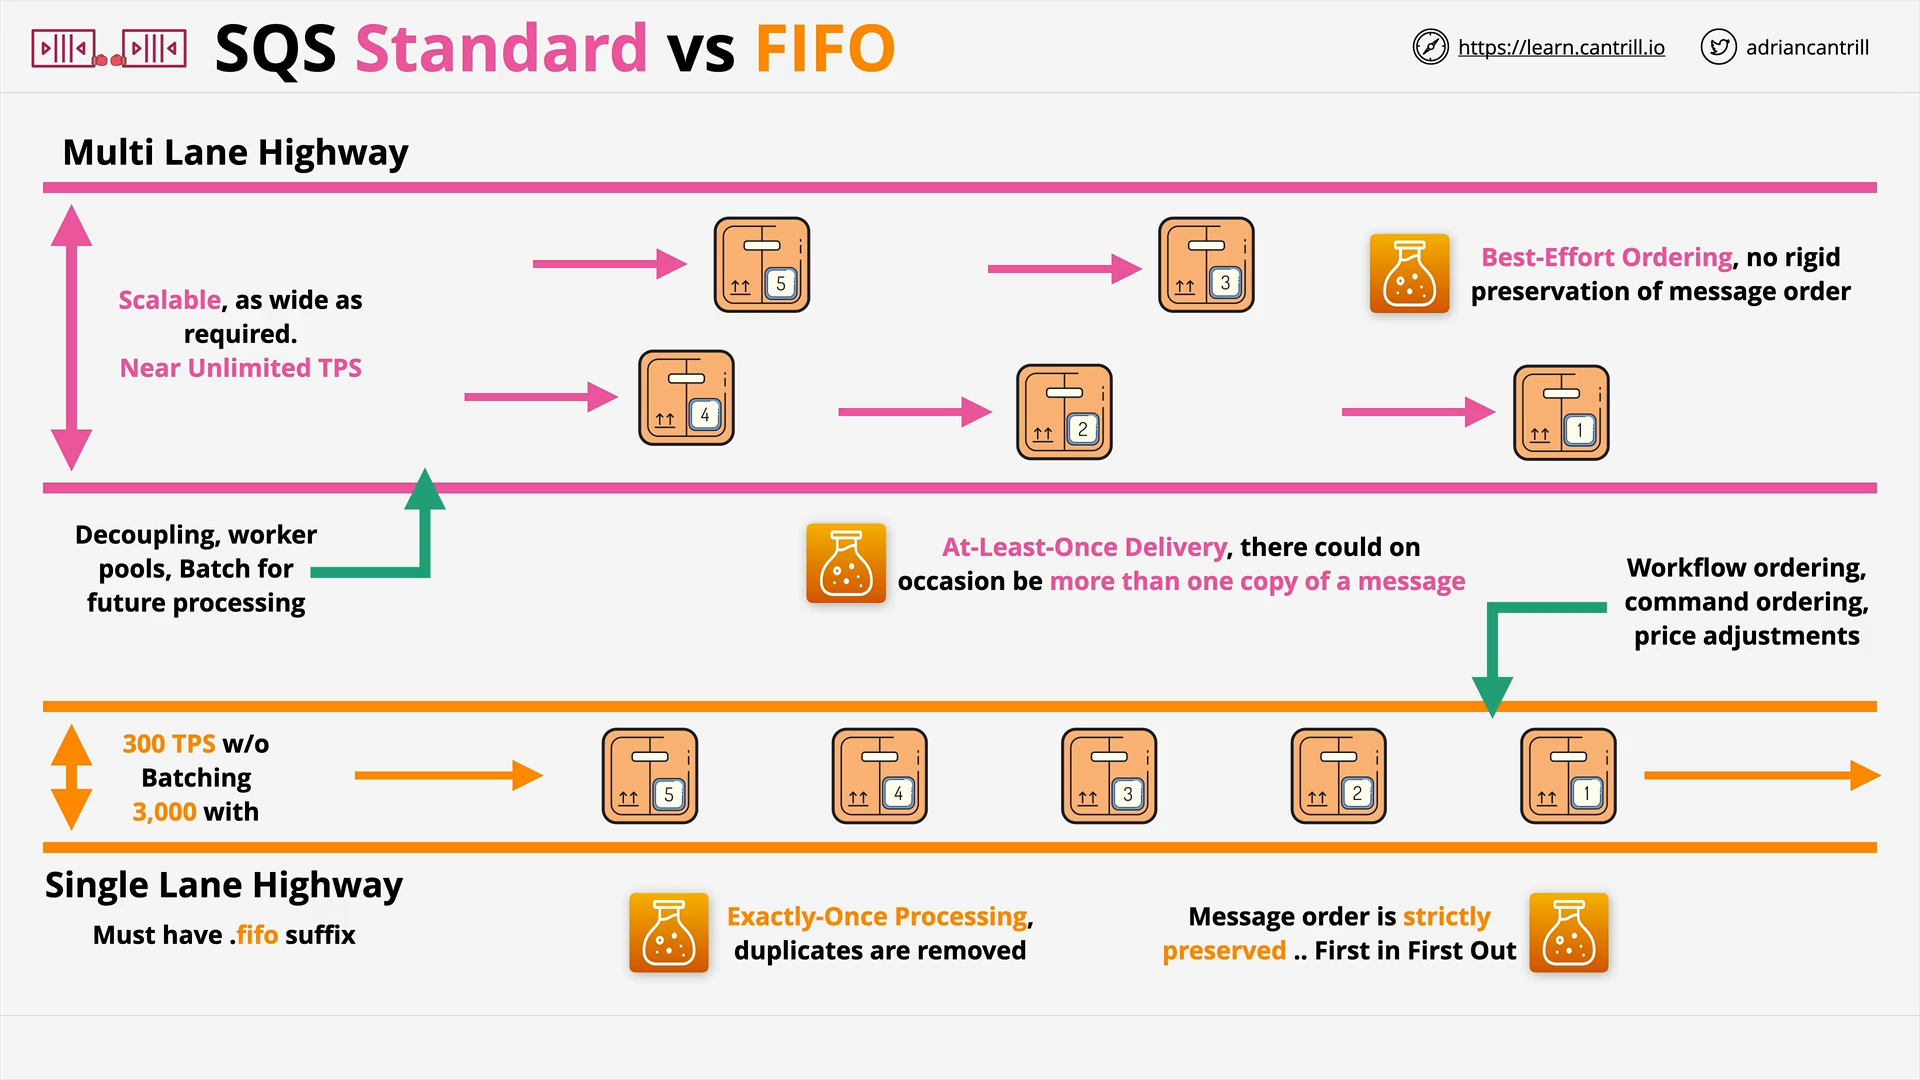 SQS Standard vs FIFO
https://learn.cantrill.io
adriancantrill
Multi Lane Highway
5
3
Best-Effort Ordering, no rigid
preservation of message order
Scalable, as wide as
required.
Near Unlimited TPS
4
2
1
Decoupling, worker
pools, Batch for
future processing
At-Least-Once Delivery, there could on
occasion be more than one copy of a message
Workflow ordering,
command ordering,
price adjustments
300 TPS w/o
Batching
3,000 with
5
4
3
2
1
Single Lane Highway
Must have .fifo suffix
Exactly-Once Processing,
duplicates are removed
Message order is strictly
preserved .. First in First Out